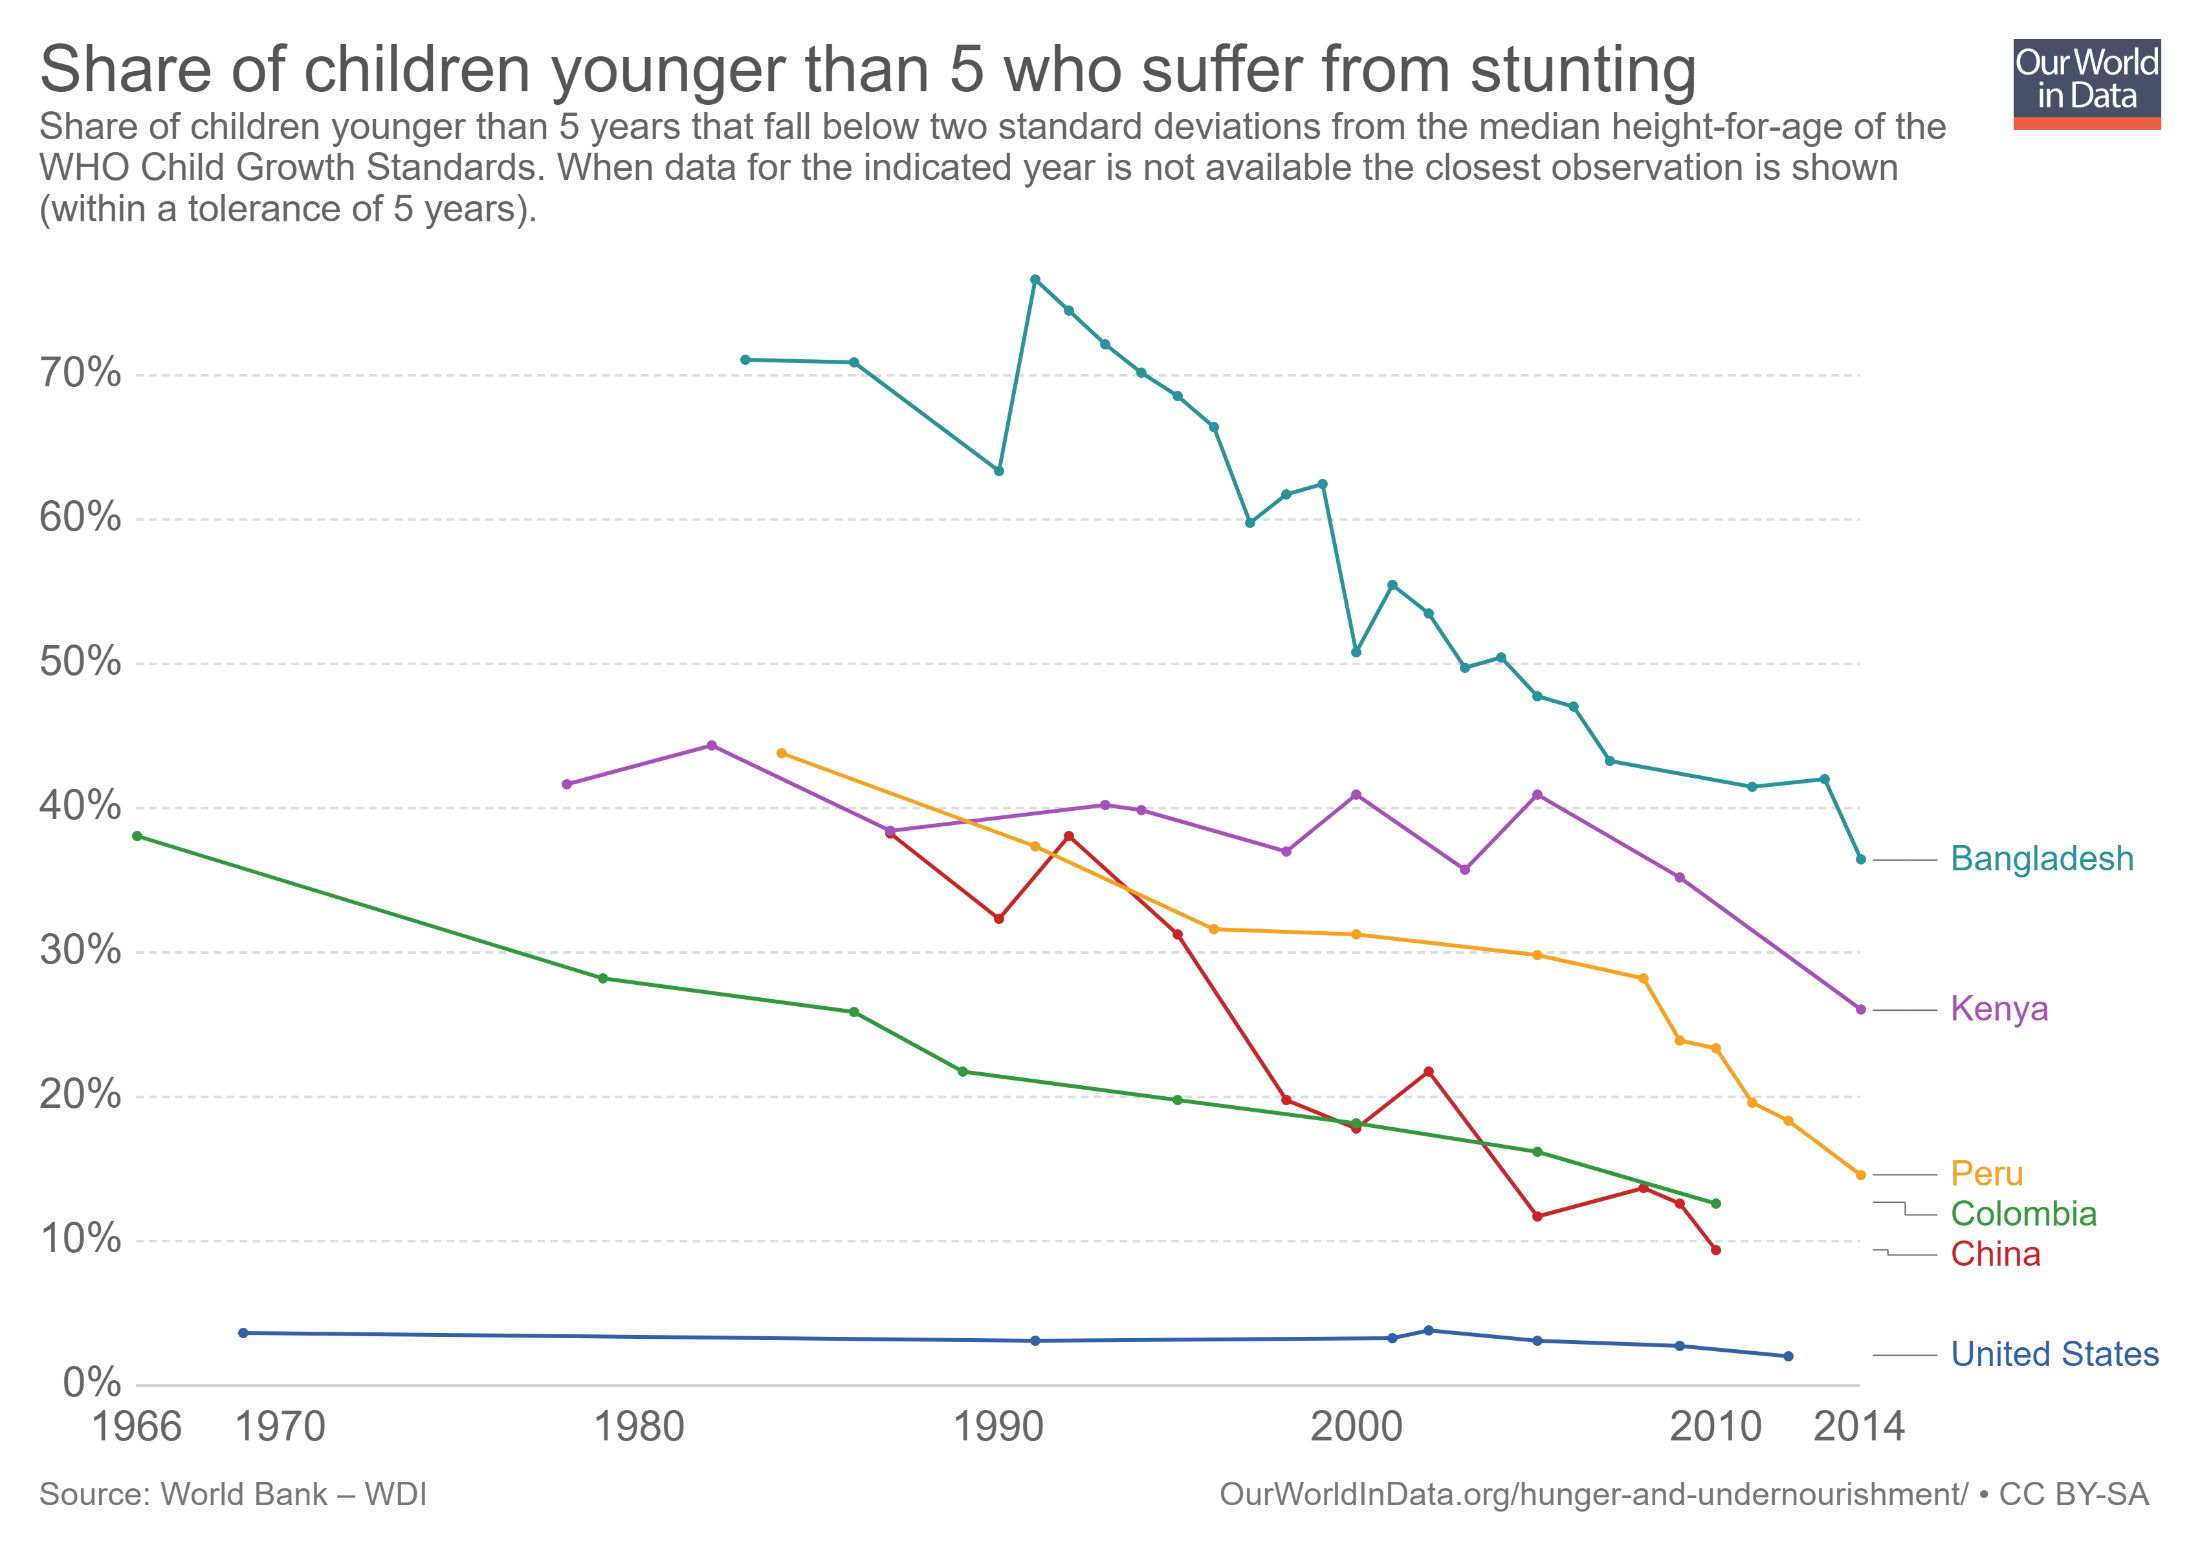 Share of children younger than 5 who suffer from stunting
Our World
in Data
Share of children younger than 5 years that fall below two standard deviations from the median height-for-age of the
WHO Child Growth Standards. When data for the indicated year is not available the closest observation is shown
(within a tolerance of 5 years).
70%
60%
50%
40%
30%
20%
10%
0%
Bangladesh
Kenya
Peru
Colombia
China
United States
1966 1970 1980 1990 2000 2010 2014
Source: World Bank – WDI
OurWorldInData.org/hunger-and-undernourishment/ • CC BY-SA